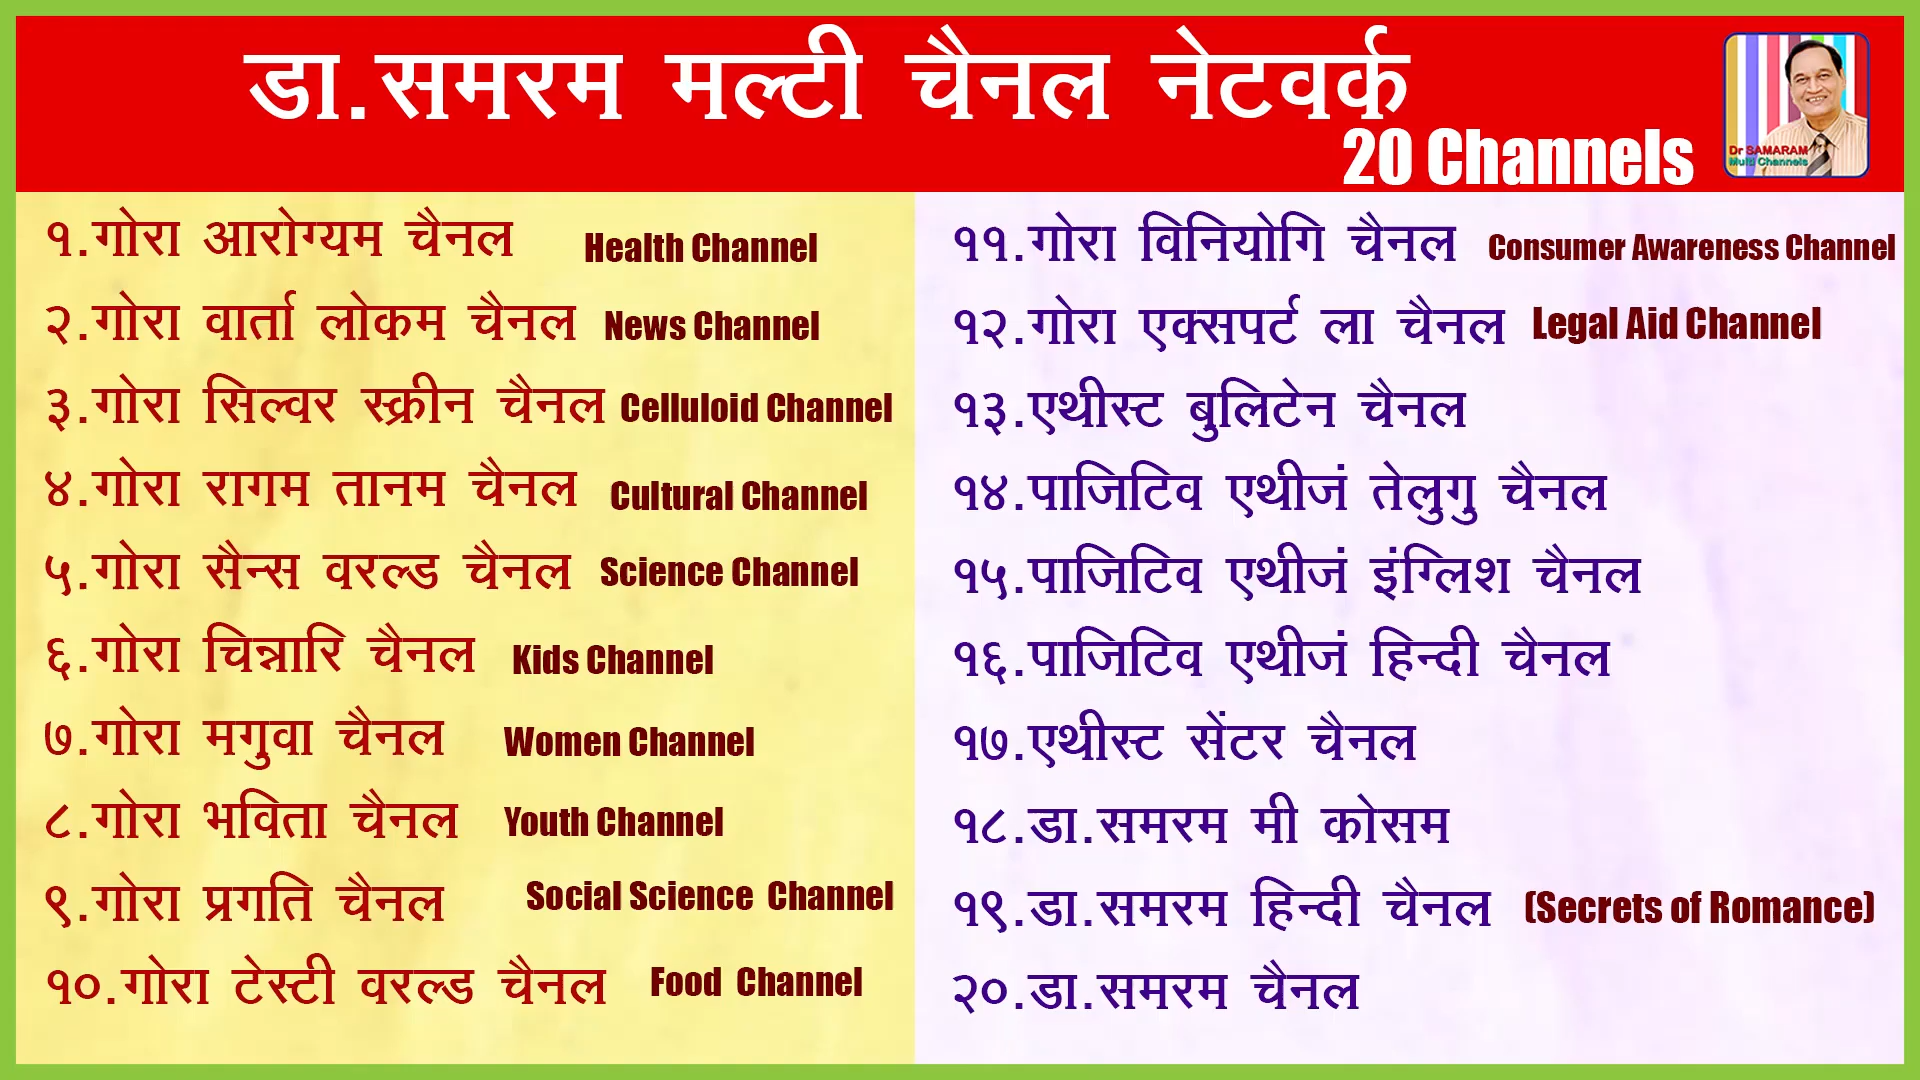 डा.समरम मल्टी चैनल नेटवर्क
20 Channels
Dr SAMARAM
Multi Channels
१.गोरा आरोग्यम चैनल Health Channel
२.गोरा वार्ता लोकम चैनल News Channel
३.गोरा सिल्वर स्क्रीन चैनल Celluloid Channel
४.गोरा रागम तानम चैनल Cultural Channel
५.गोरा सैन्स वरल्ड चैनल Science Channel
६.गोरा चिन्नारि चैनल Kids Channel
७.गोरा मगुवा चैनल Women Channel
८.गोरा भविता चैनल Youth Channel
९.गोरा प्रगति चैनल Social Science Channel
१०.गोरा टेस्टी वरल्ड चैनल Food Channel
११.गोरा विनियोगि चैनल Consumer Awareness Channel
१२.गोरा एक्सपर्ट ला चैनल Legal Aid Channel
१३.एथीस्ट बुलिटेन चैनल
१४.पाजिटिव एथीजं तेलुगु चैनल
१५.पाजिटिव एथीजं इंग्लिश चैनल
१६.पाजिटिव एथीजं हिन्दी चैनल
१७.एथीस्ट सेंटर चैनल
१८.डा.समरम मी कोसम
१९.डा.समरम हिन्दी चैनल (Secrets of Romance)
२०.डा.समरम चैनल